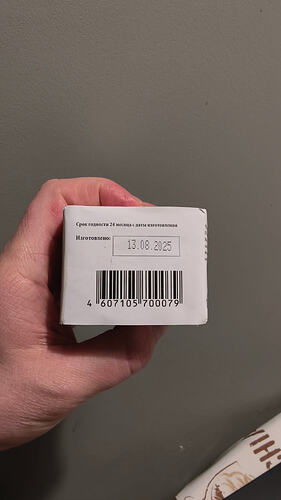 Срок годности 24 месяца с даты изготовления
Изготовлено: 13.08.2025
4 607105 700079